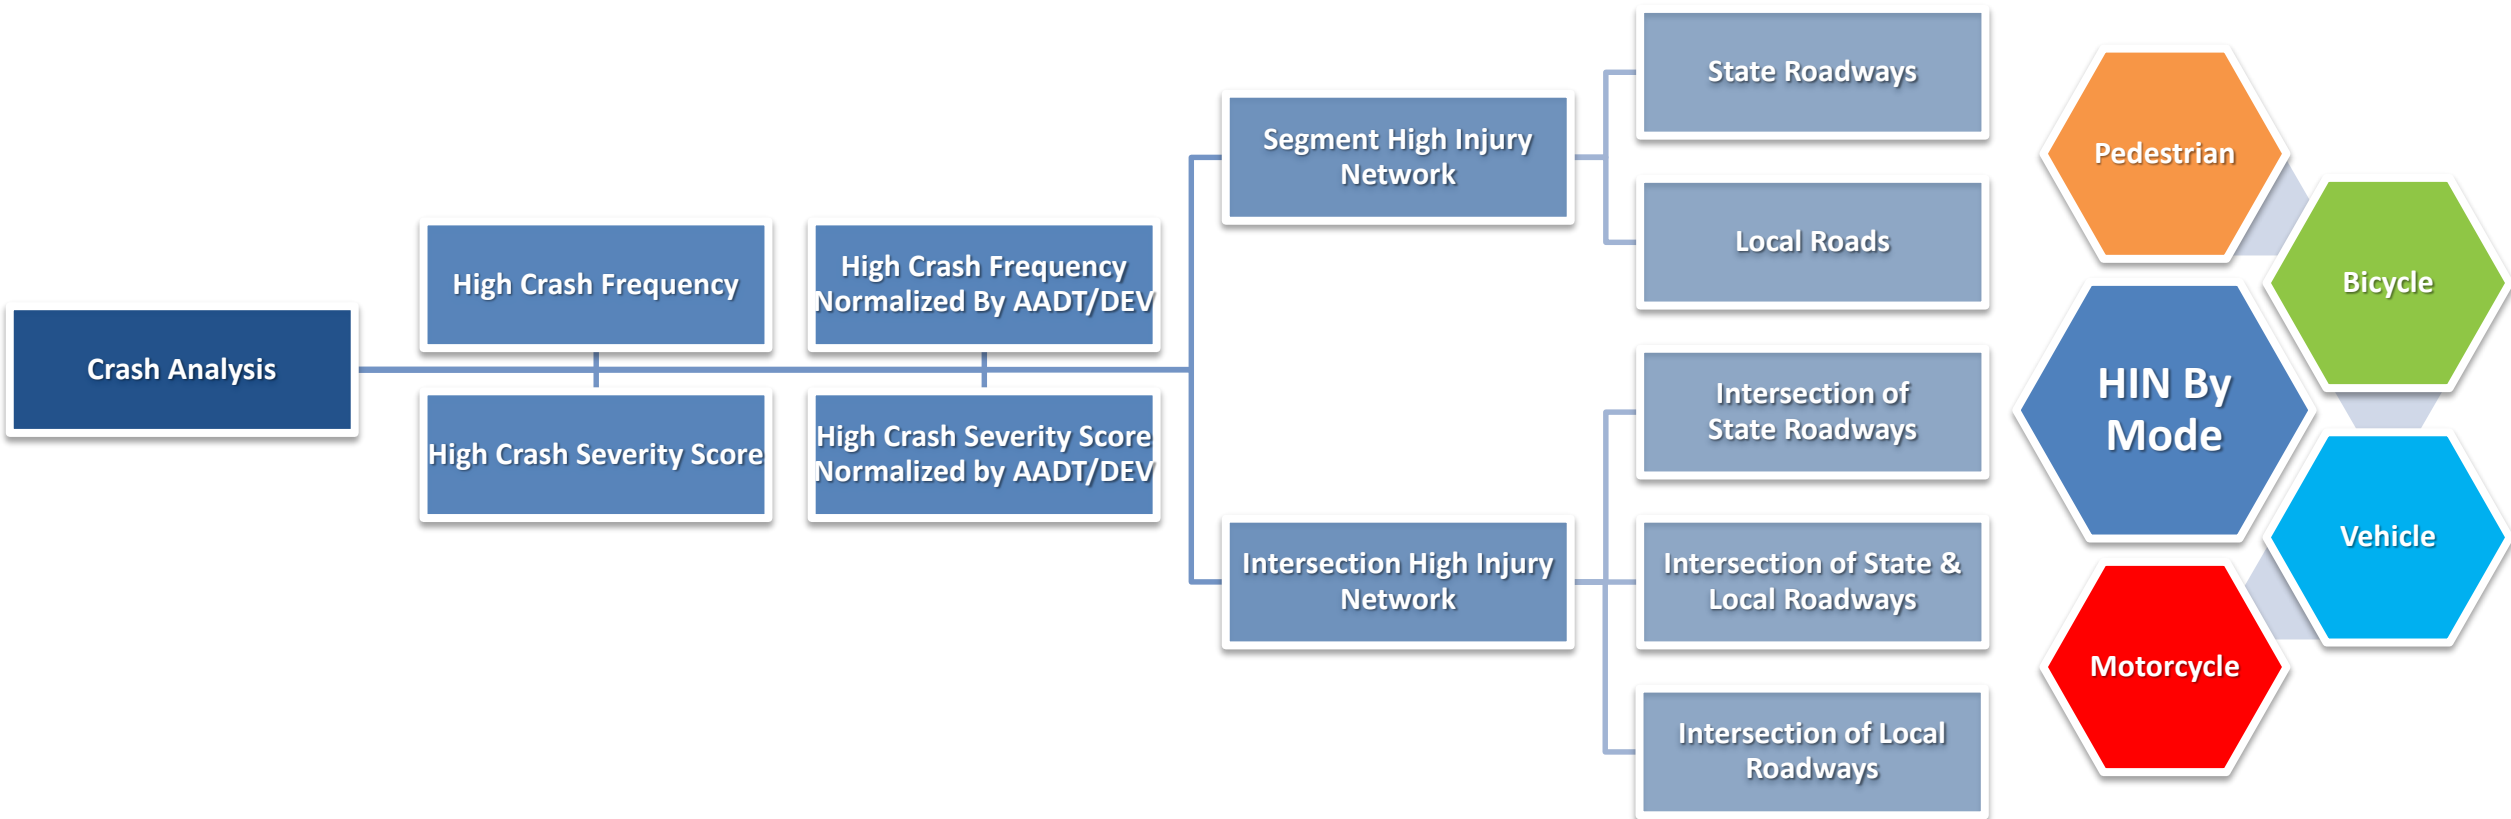 Crash Analysis
High Crash Frequency
High Crash Severity Score
High Crash Frequency
Normalized By AADT/DEV
High Crash Severity Score
Normalized by AADT/DEV
Segment High Injury
Network
Intersection High Injury
Network
State Roadways
Local Roads
Intersection of
State Roadways
Intersection of State &
Local Roadways
Intersection of Local
Roadways
HIN By
Mode
Pedestrian
Bicycle
Vehicle
Motorcycle